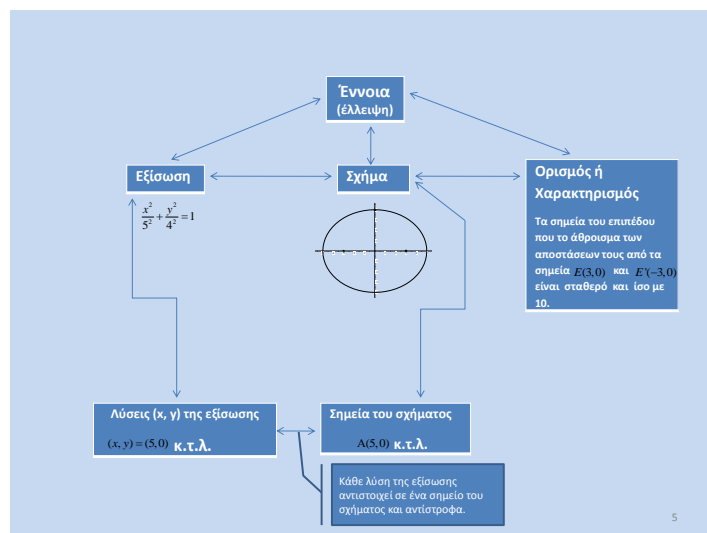 Έννοια
(έλλειψη)
Εξίσωση
Σχήμα
Ορισμός ή
Χαρακτηρισμός
x²/5² + y²/4² = 1
Τα σημεία του επιπέδου
που το άθροισμα των
αποστάσεων τους από τα
σημεία E(3,0) και E'(−3,0)
είναι σταθερό και ίσο με
10.
Λύσεις (x, y) της εξίσωσης
(x, y) = (5,0) κ.τ.λ.
Σημεία του σχήματος
A(5,0) κ.τ.λ.
Κάθε λύση της εξίσωσης
αντιστοιχεί σε ένα σημείο του
σχήματος και αντίστροφα.
5